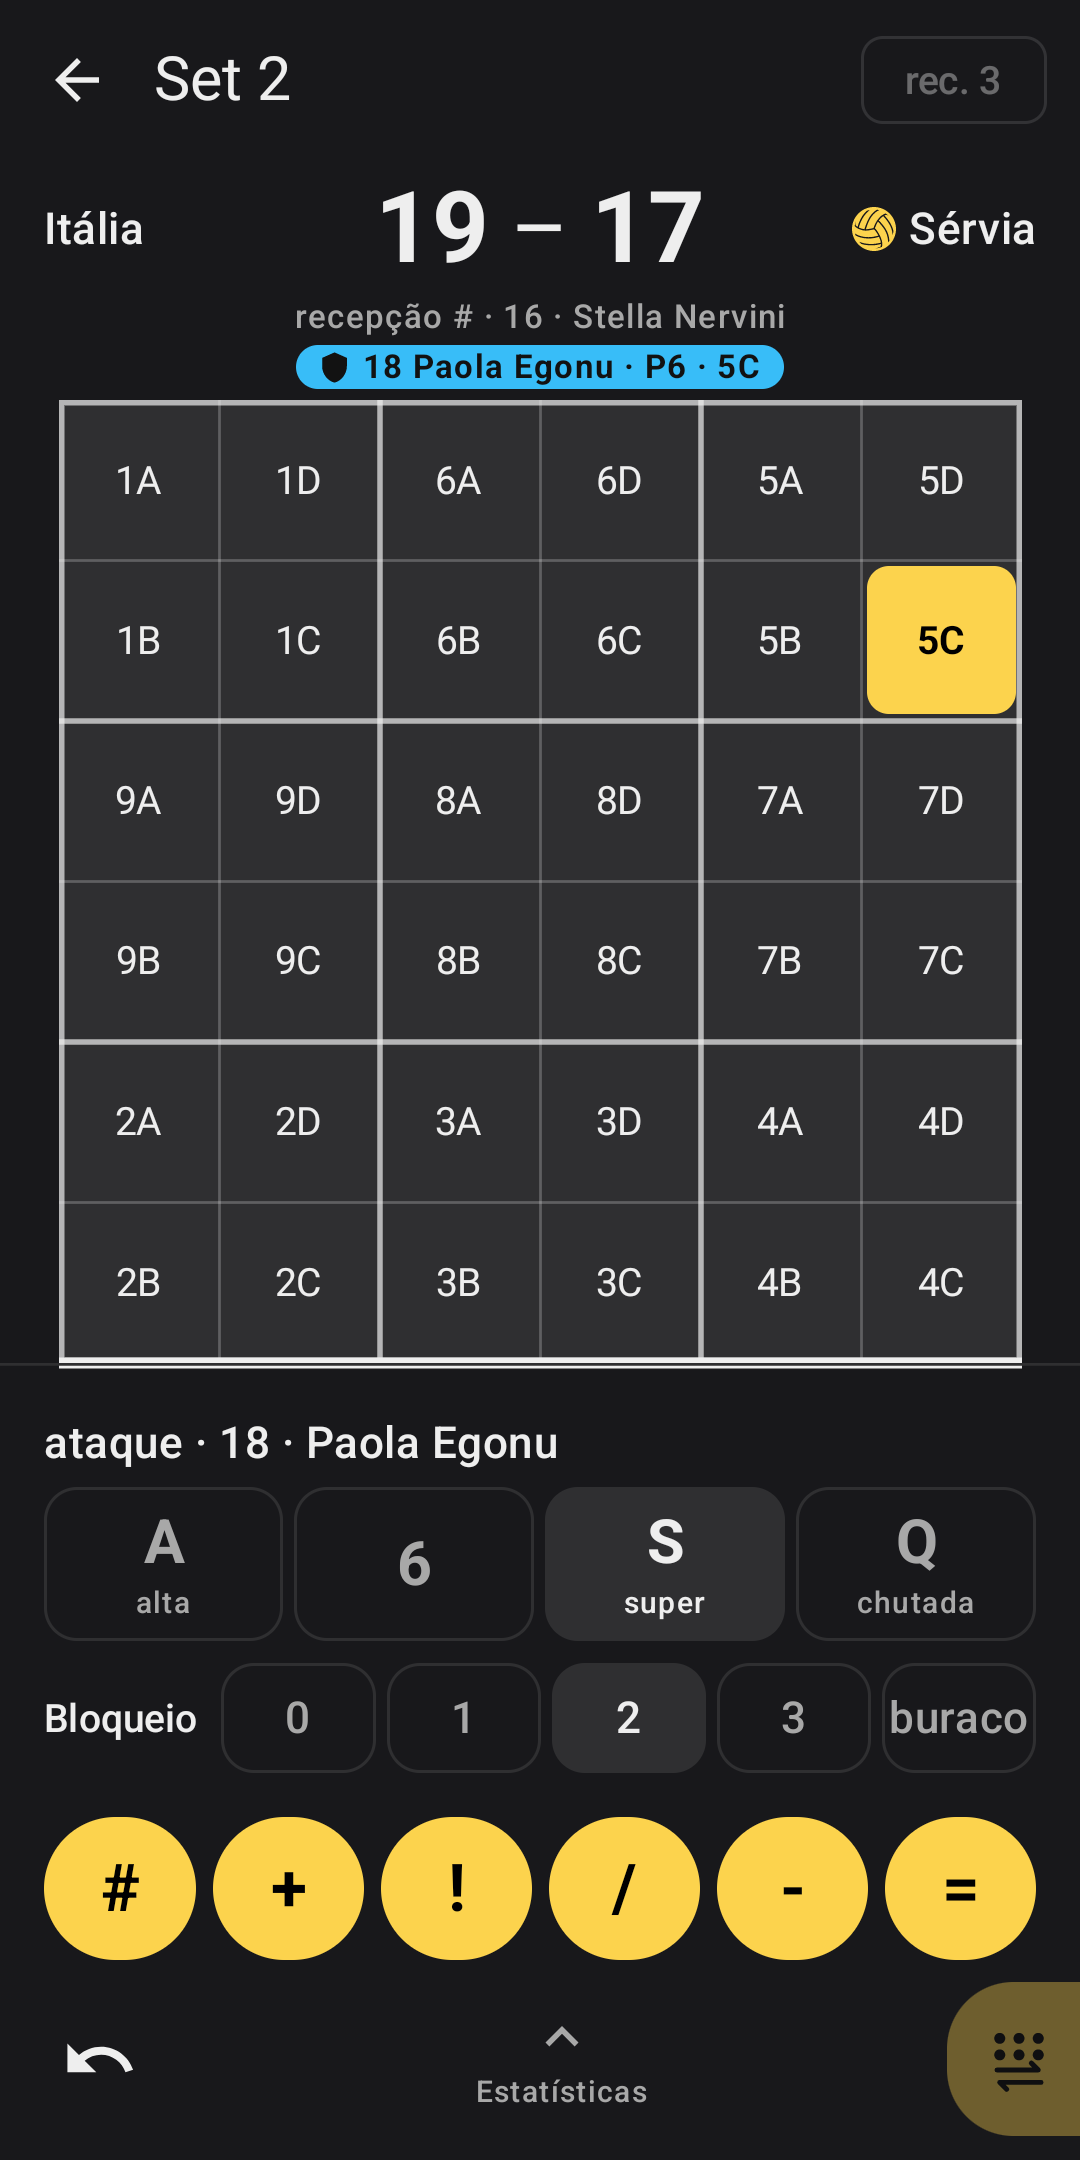 Set 2
rec. 3
Itália
19 – 17
Sérvia
recepção # · 16 · Stella Nervini
18 Paola Egonu · P6 · 5C
1A 1D 6A 6D 5A 5D
1B 1C 6B 6C 5B 5C
9A 9D 8A 8D 7A 7D
9B 9C 8B 8C 7B 7C
2A 2D 3A 3D 4A 4D
2B 2C 3B 3C 4B 4C
ataque · 18 · Paola Egonu
A 6 S Q
alta super chutada
Bloqueio 0 1 2 3 buraco
# + ! / - =
Estatísticas